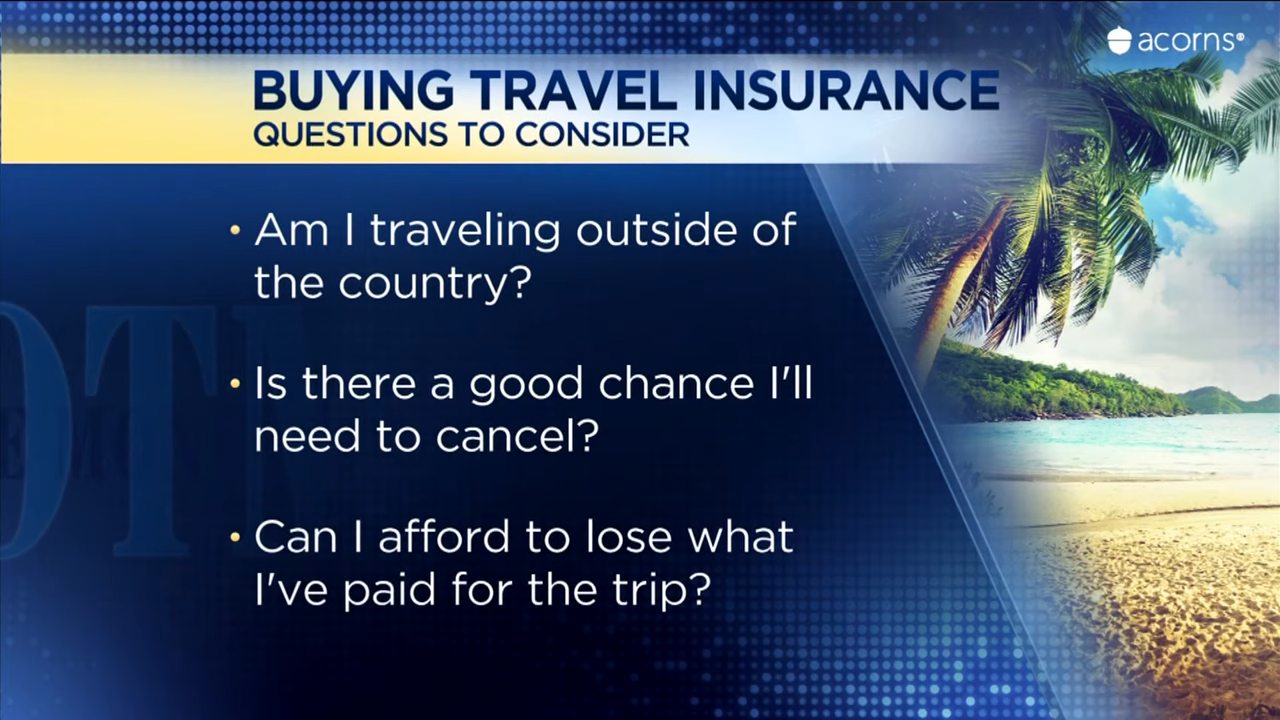 acorns®
BUYING TRAVEL INSURANCE
QUESTIONS TO CONSIDER
• Am I traveling outside of
the country?
• Is there a good chance I'll
need to cancel?
• Can I afford to lose what
I've paid for the trip?